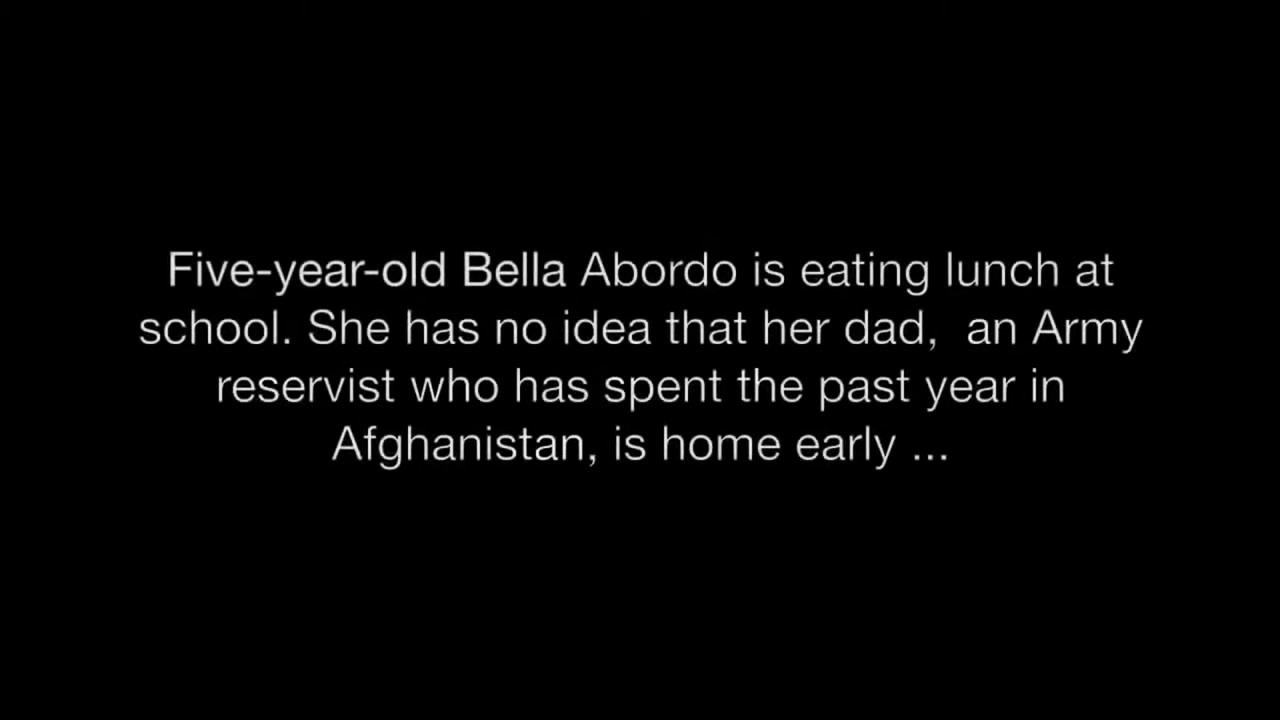 Five-year-old Bella Abordo is eating lunch at
school. She has no idea that her dad,  an Army
reservist who has spent the past year in
Afghanistan, is home early ...